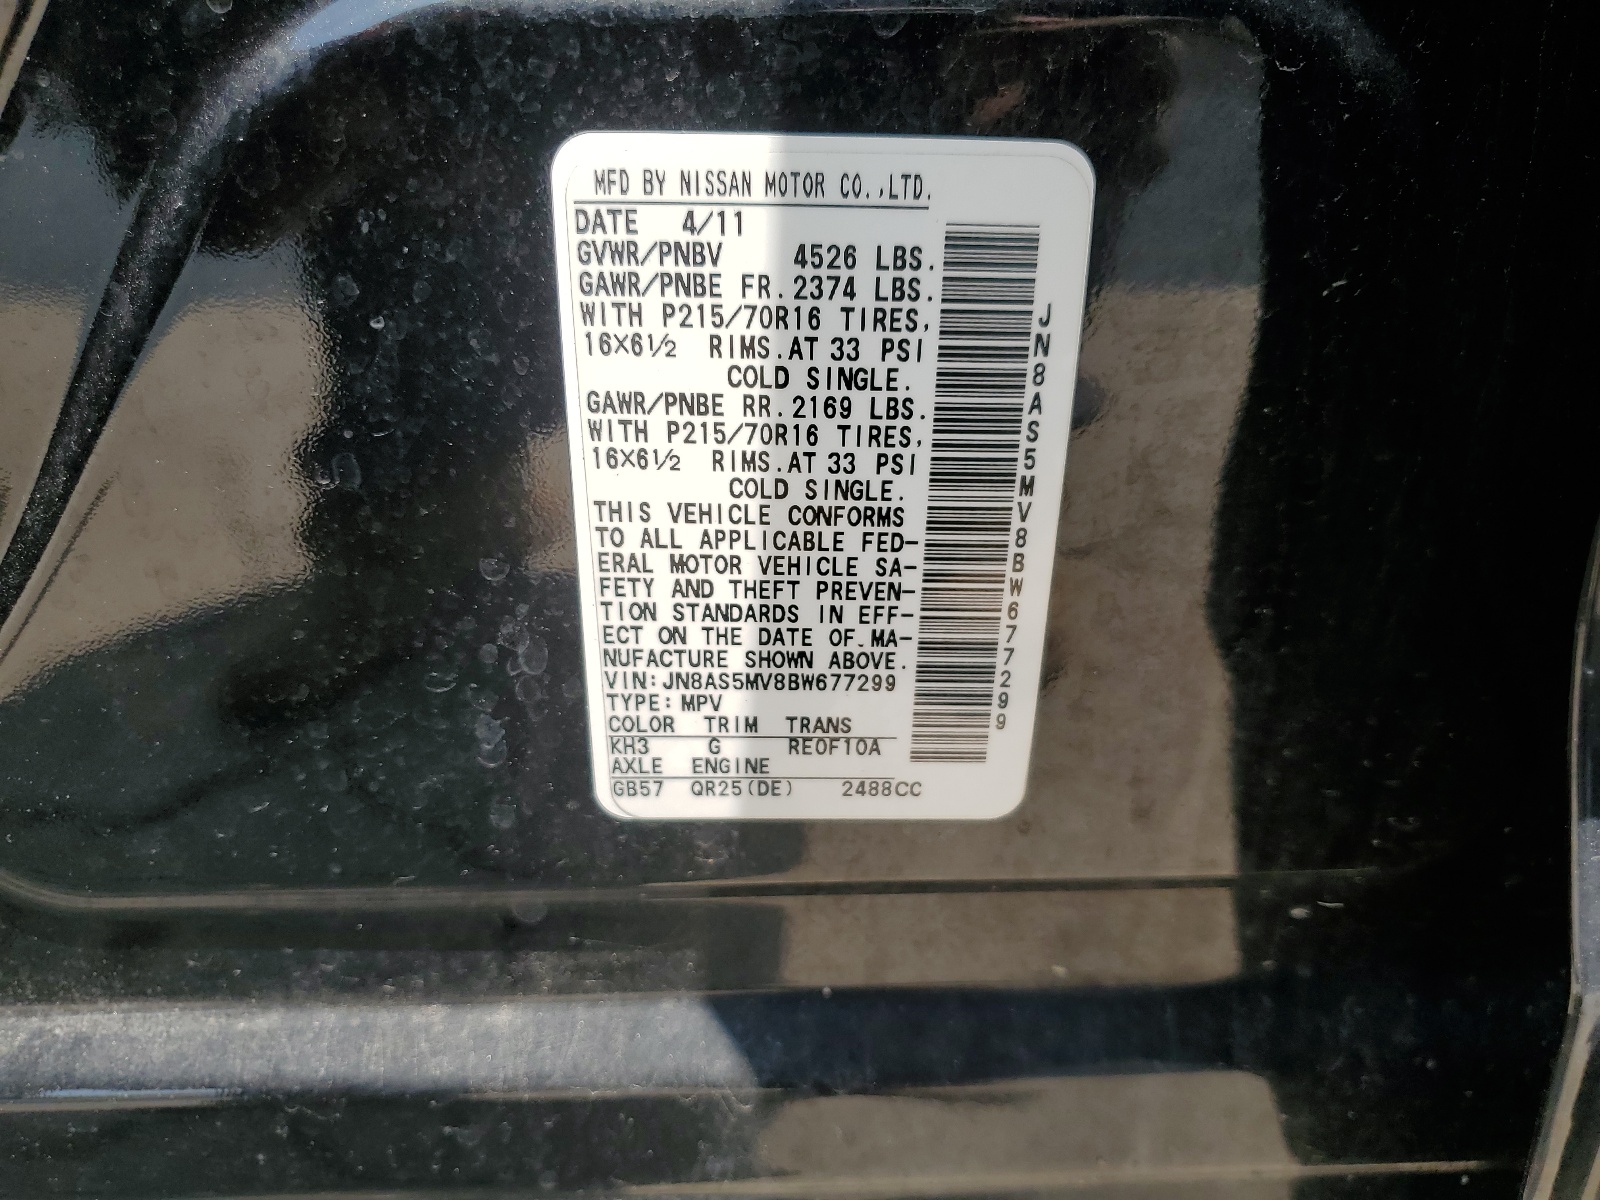 MFD BY NISSAN MOTOR CO.,LTD.
DATE 4/11
GVWR/PNBV 4526 LBS.
GAWR/PNBE FR. 2374 LBS.
WITH P215/70R16 TIRES,
16X6½ RIMS.AT 33 PSI
COLD SINGLE.
GAWR/PNBE RR. 2169 LBS.
WITH P215/70R16 TIRES,
16X6½ RIMS.AT 33 PSI
COLD SINGLE.
THIS VEHICLE CONFORMS
TO ALL APPLICABLE FED-
ERAL MOTOR VEHICLE SA-
FETY AND THEFT PREVEN-
TION STANDARDS IN EFF-
ECT ON THE DATE OF MA-
NUFACTURE SHOWN ABOVE.
VIN: JN8AS5MV8BW677299
TYPE: MPV
COLOR TRIM TRANS
KH3 G RE0F10A
AXLE ENGINE
GB57 QR25(DE) 2488CC
JN8AS5MV8BW677299